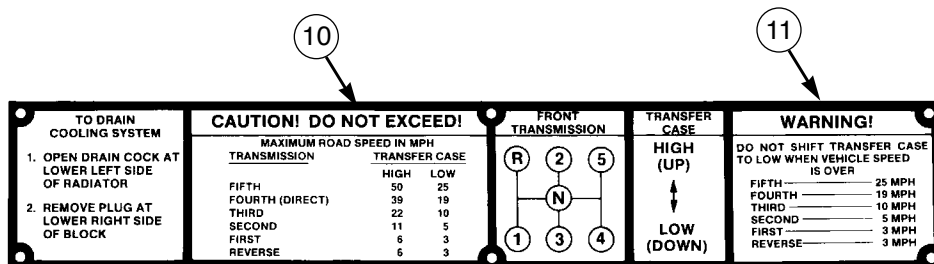 10
11
TO DRAIN
COOLING SYSTEM
1. OPEN DRAIN COCK AT
LOWER LEFT SIDE
OF RADIATOR
2. REMOVE PLUG AT
LOWER RIGHT SIDE
OF BLOCK
CAUTION! DO NOT EXCEED!
MAXIMUM ROAD SPEED IN MPH
TRANSMISSION TRANSFER CASE
HIGH LOW
FIFTH 50 25
FOURTH (DIRECT) 39 19
THIRD 22 10
SECOND 11 5
FIRST 6 3
REVERSE 6 3
FRONT
TRANSMISSION
R 2 5
N
1 3 4
TRANSFER
CASE
HIGH
(UP)
LOW
(DOWN)
WARNING!
DO NOT SHIFT TRANSFER CASE
TO LOW WHEN VEHICLE SPEED
IS OVER
FIFTH 25 MPH
FOURTH 19 MPH
THIRD 10 MPH
SECOND 5 MPH
FIRST 3 MPH
REVERSE 3 MPH